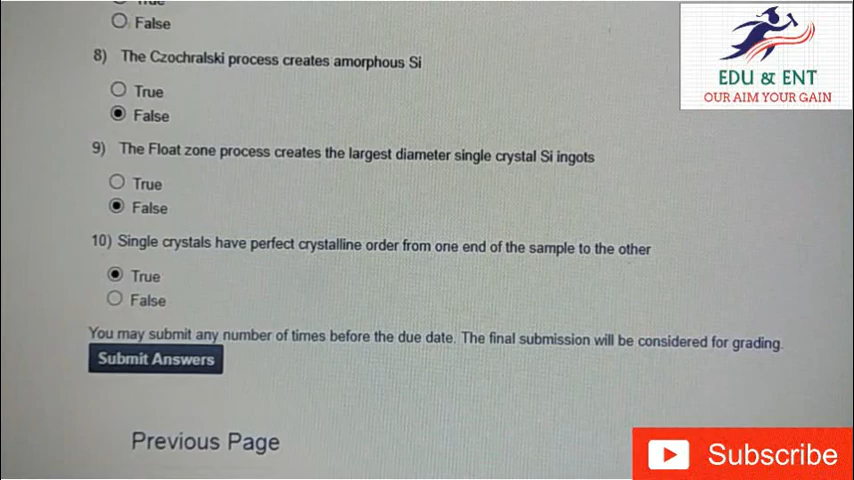 False
8) The Czochralski process creates amorphous Si
True
False
9) The Float zone process creates the largest diameter single crystal Si ingots
True
False
10) Single crystals have perfect crystalline order from one end of the sample to the other
True
False
You may submit any number of times before the due date. The final submission will be considered for grading.
Submit Answers
Previous Page
EDU & ENT
OUR AIM YOUR GAIN
Subscribe